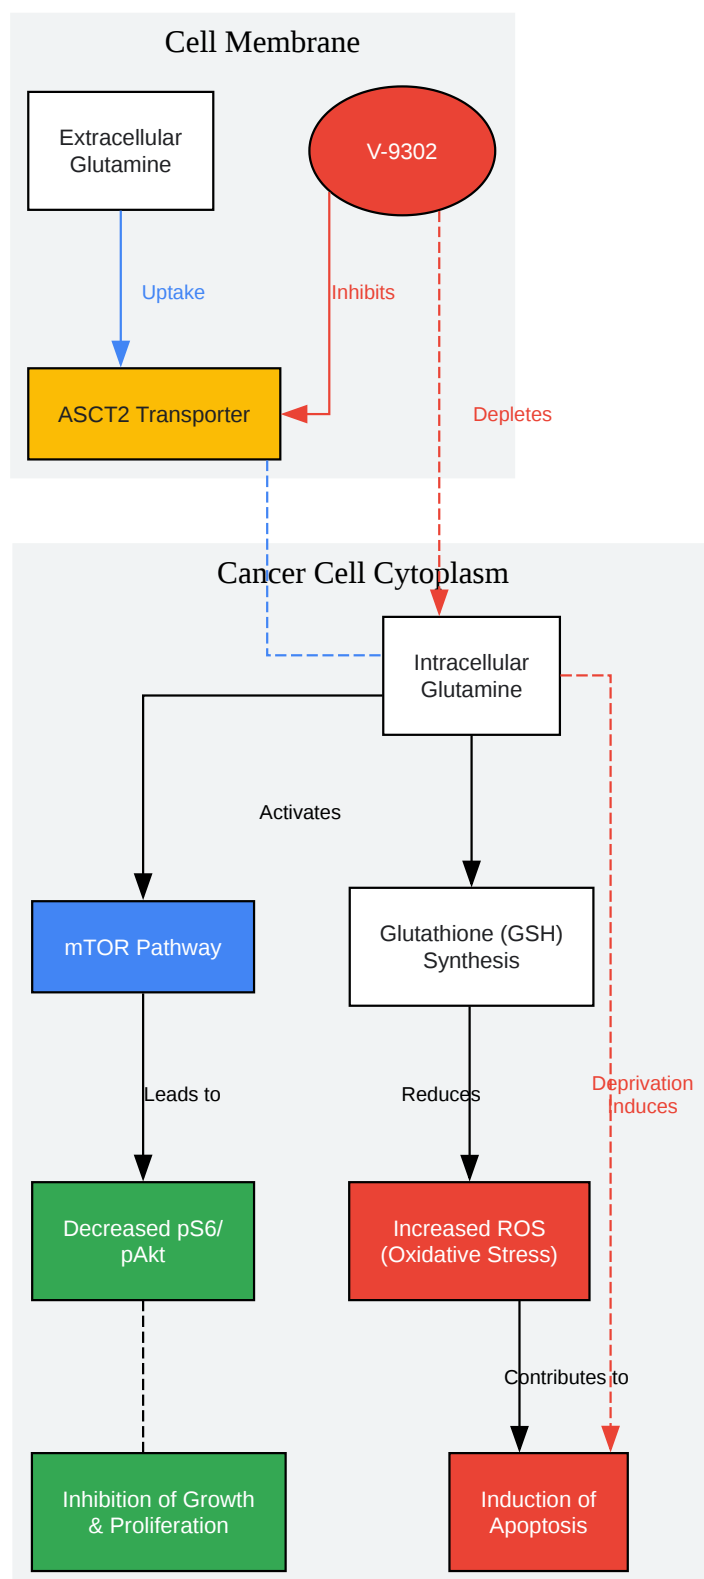 Cell Membrane
Extracellular
Glutamine
V-9302
Uptake
Inhibits
ASCT2 Transporter
Depletes
Cancer Cell Cytoplasm
Intracellular
Glutamine
Activates
mTOR Pathway
Glutathione (GSH)
Synthesis
Leads to
Reduces
Deprivation
Induces
Decreased pS6/
pAkt
Increased ROS
(Oxidative Stress)
Contributes to
Inhibition of Growth
& Proliferation
Induction of
Apoptosis